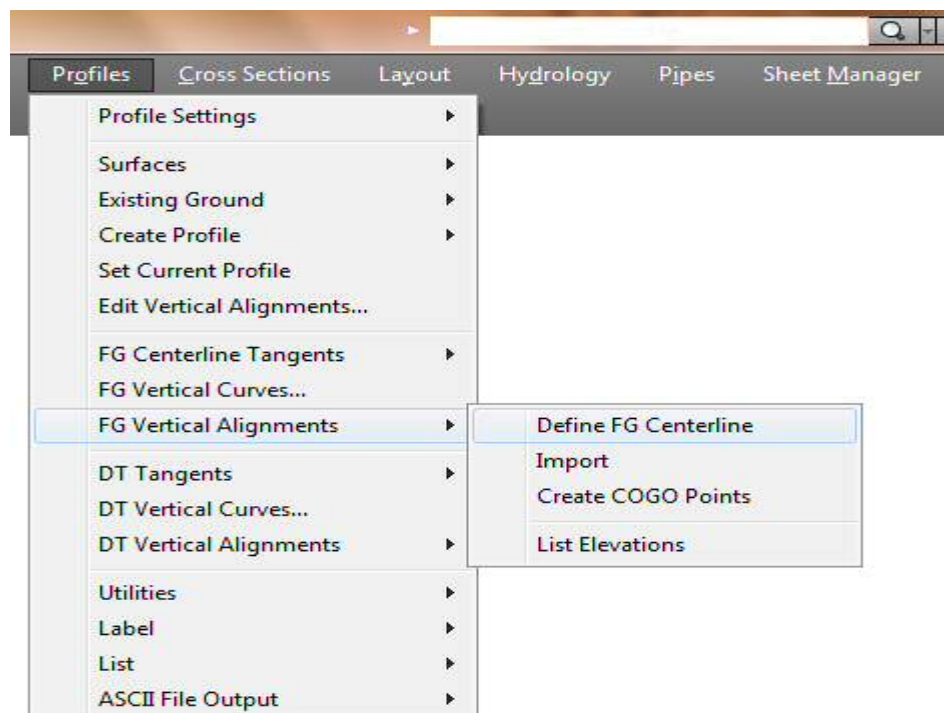 Profiles Cross Sections Layout Hydrology Pipes Sheet Manager
Profile Settings
Surfaces
Existing Ground
Create Profile
Set Current Profile
Edit Vertical Alignments...
FG Centerline Tangents
FG Vertical Curves...
FG Vertical Alignments
Define FG Centerline
Import
Create COGO Points
List Elevations
DT Tangents
DT Vertical Curves...
DT Vertical Alignments
Utilities
Label
List
ASCII File Output